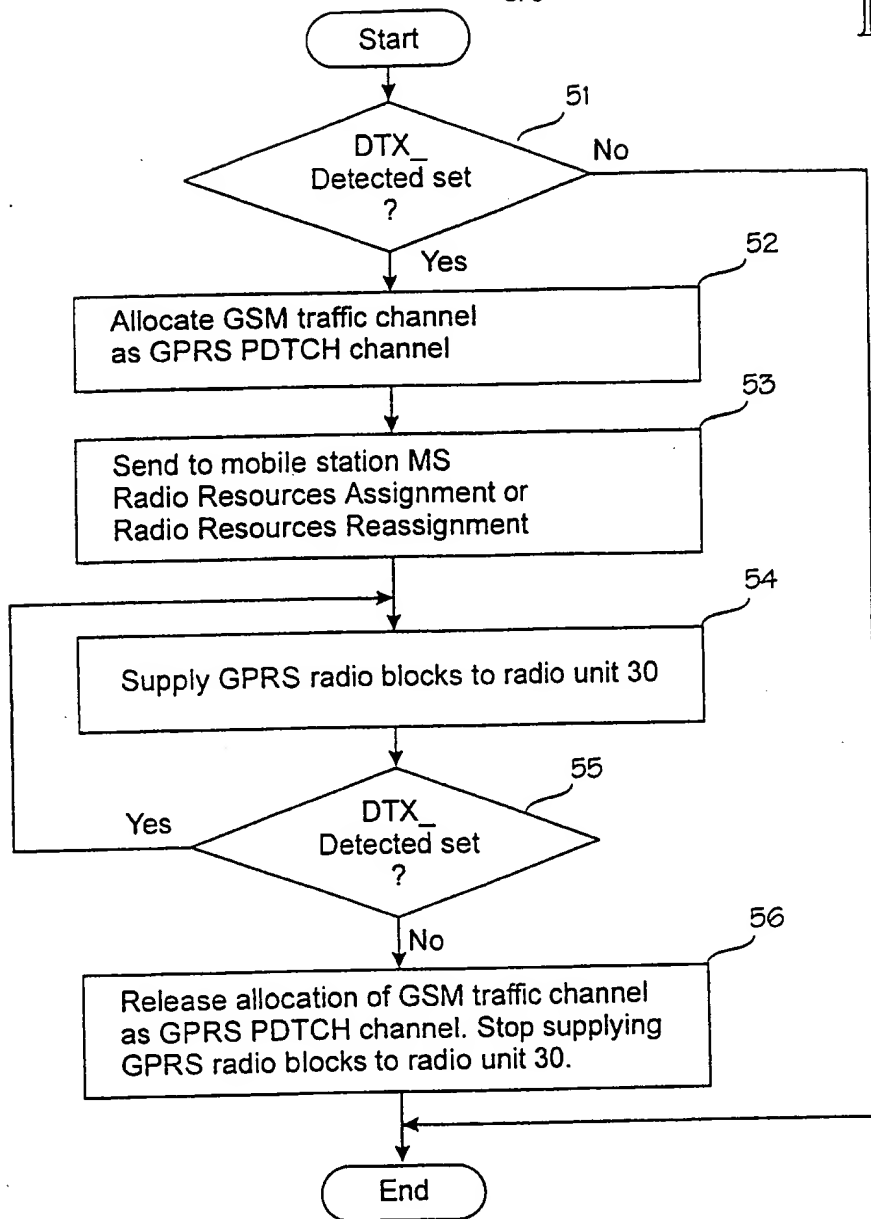 Start
51
DTX_
Detected set
?
No
Yes
52
Allocate GSM traffic channel
as GPRS PDTCH channel
53
Send to mobile station MS
Radio Resources Assignment or
Radio Resources Reassignment
54
Supply GPRS radio blocks to radio unit 30
55
DTX_
Detected set
?
Yes
No
56
Release allocation of GSM traffic channel
as GPRS PDTCH channel. Stop supplying
GPRS radio blocks to radio unit 30.
End